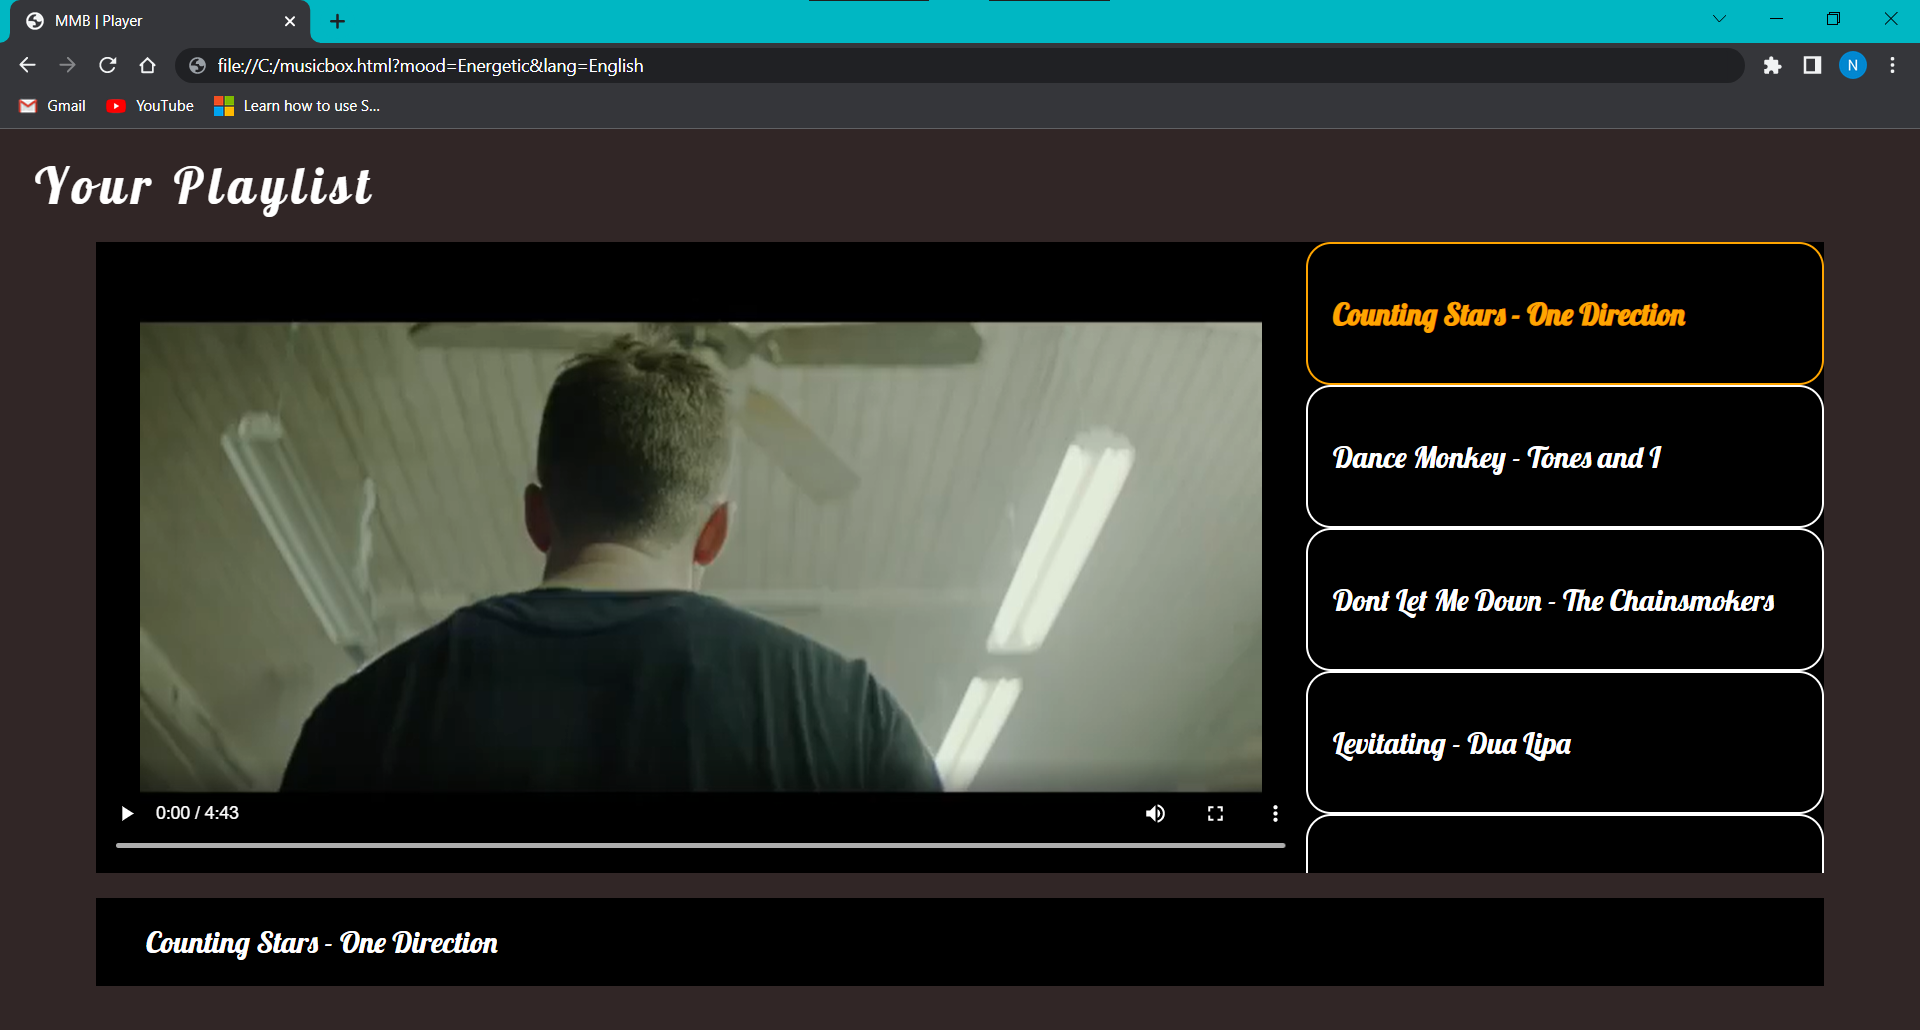 MMB | Player
file://C:/musicbox.html?mood=Energetic&lang=English
N
Gmail
YouTube
Learn how to use S...
Your Playlist
Counting Stars - One Direction
Dance Monkey - Tones and I
Dont Let Me Down - The Chainsmokers
Levitating - Dua Lipa
0:00 / 4:43
Counting Stars - One Direction